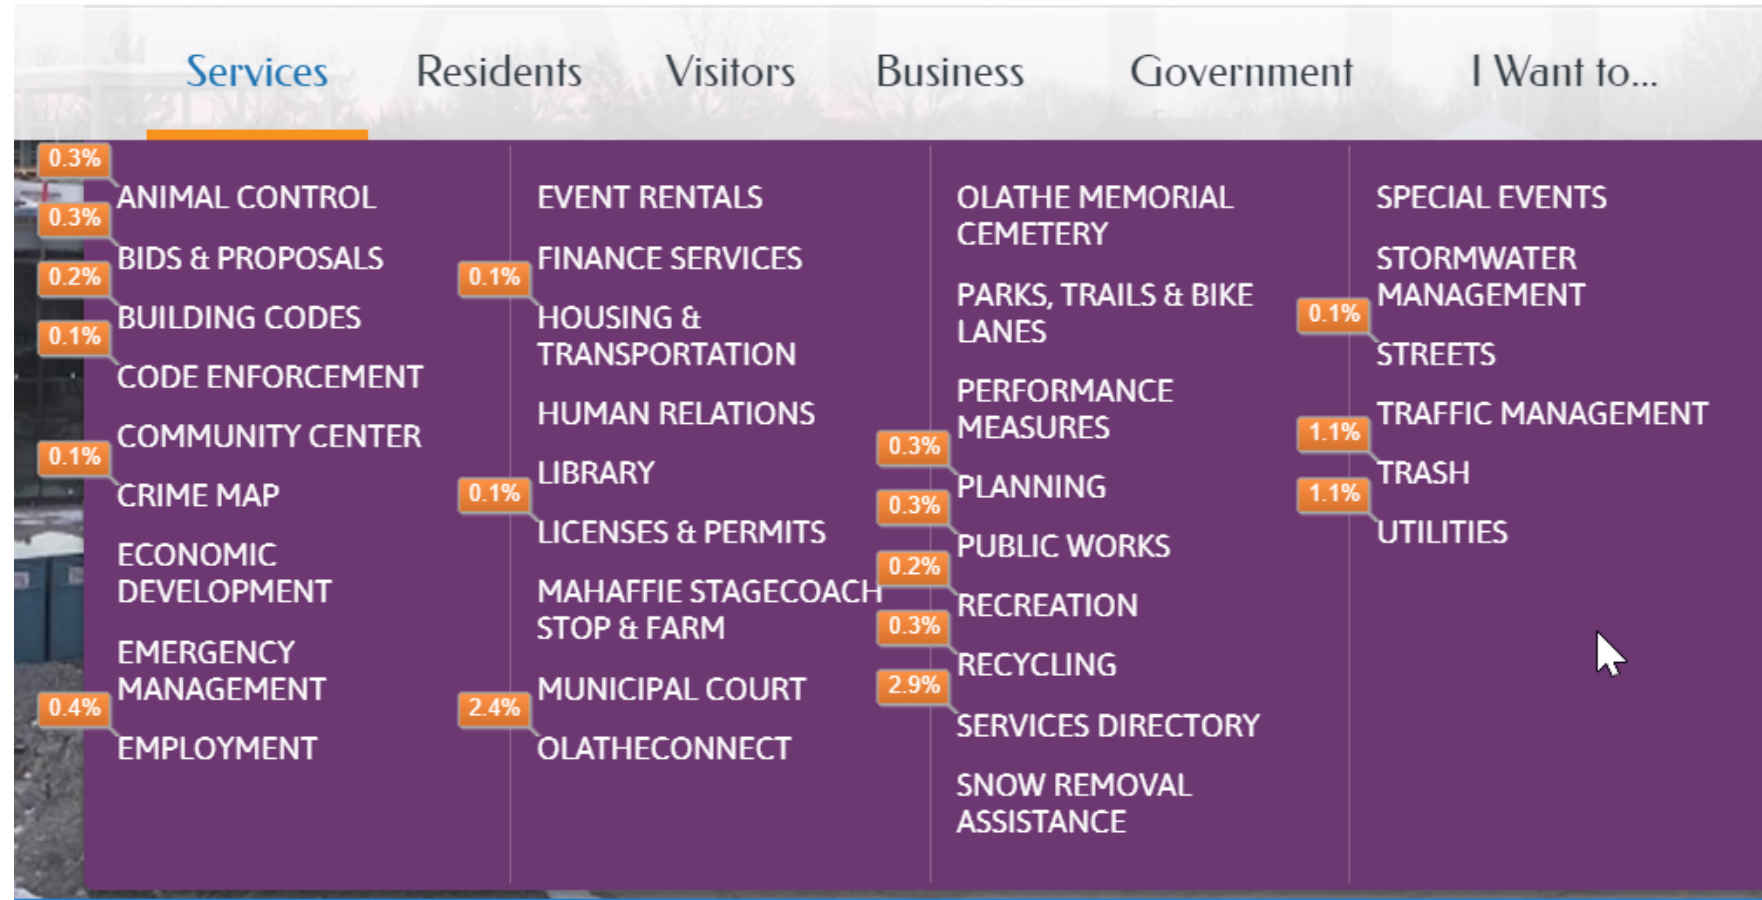 Services Residents Visitors Business Government I Want to...
0.3%
ANIMAL CONTROL
0.3%
BIDS & PROPOSALS
0.2%
BUILDING CODES
0.1%
CODE ENFORCEMENT
COMMUNITY CENTER
0.1%
CRIME MAP
ECONOMIC
DEVELOPMENT
EMERGENCY
MANAGEMENT
0.4%
EMPLOYMENT
EVENT RENTALS
FINANCE SERVICES
0.1%
HOUSING &
TRANSPORTATION
HUMAN RELATIONS
LIBRARY
0.1%
LICENSES & PERMITS
MAHAFFIE STAGECOACH
STOP & FARM
MUNICIPAL COURT
2.4%
OLATHECONNECT
OLATHE MEMORIAL
CEMETERY
PARKS, TRAILS & BIKE
LANES
PERFORMANCE
MEASURES
0.3%
PLANNING
0.3%
PUBLIC WORKS
0.2%
RECREATION
0.3%
RECYCLING
2.9%
SERVICES DIRECTORY
SNOW REMOVAL
ASSISTANCE
SPECIAL EVENTS
STORMWATER
MANAGEMENT
0.1%
STREETS
TRAFFIC MANAGEMENT
1.1%
TRASH
1.1%
UTILITIES